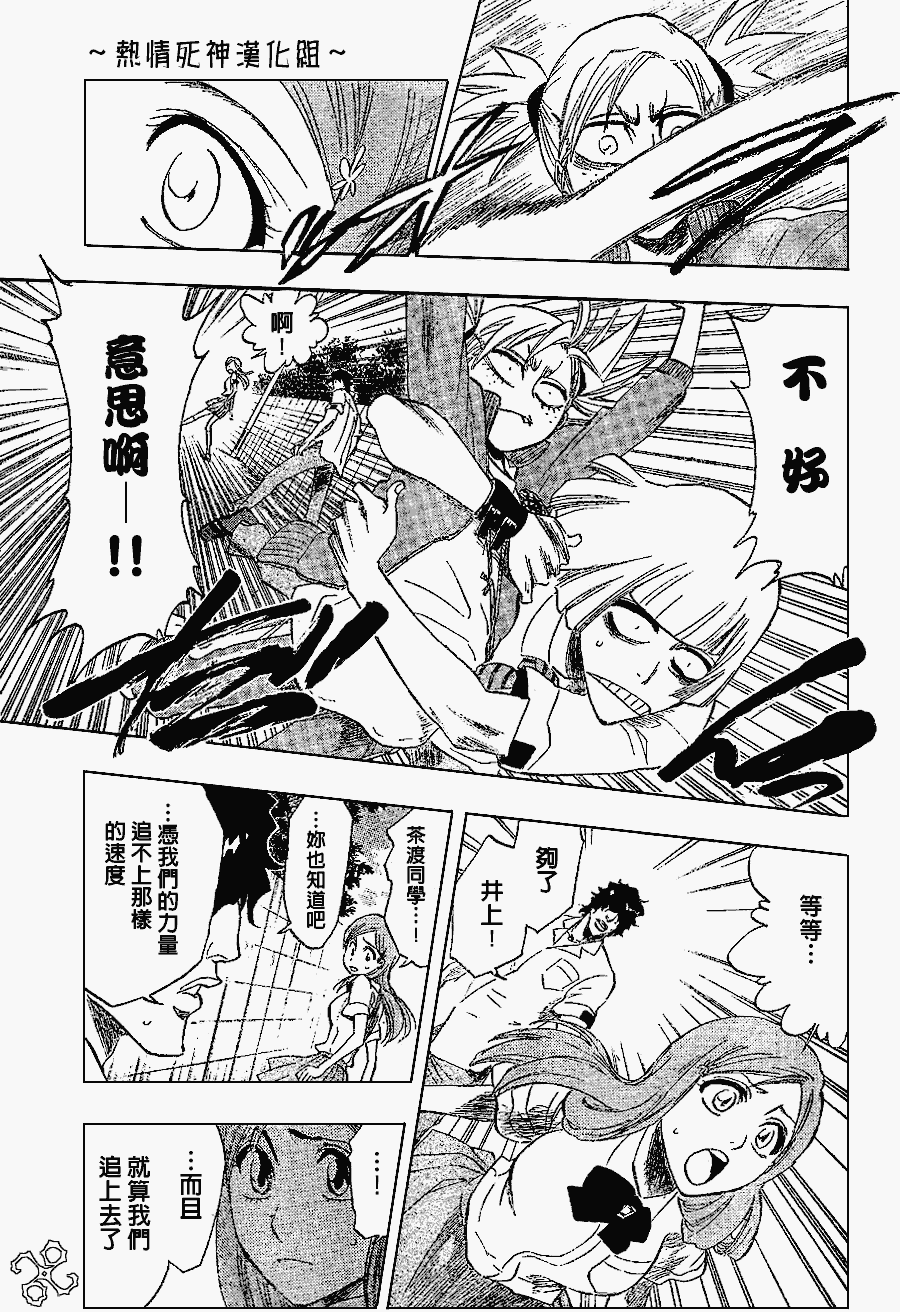 ～熱情死神漢化組～
不好
意思啊─!!
啊!
等等…
夠了
井上!
茶渡同學…!
…妳也知道吧
…憑我們的力量
追不上那樣
的速度
…!
…而且
就算我們
追上去了